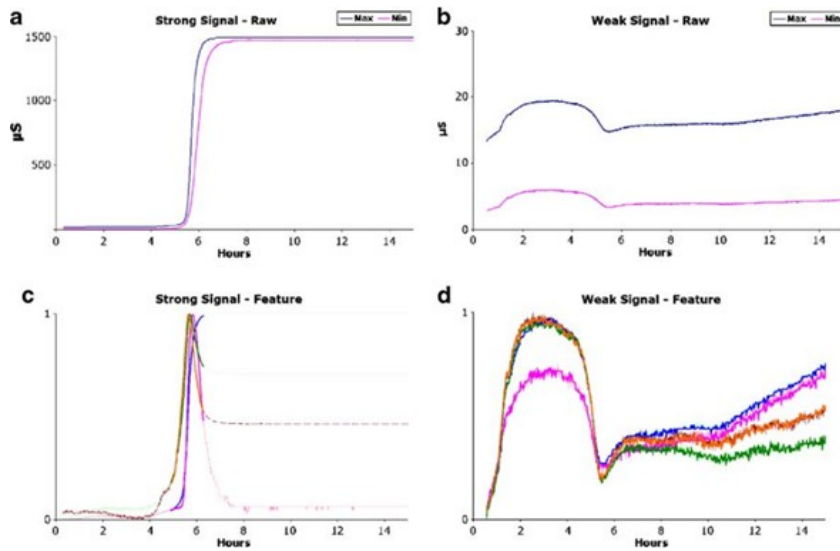 a
Strong Signal - Raw
Max Min
1500
1000
500
0
µS
0 2 4 6 8 10 12 14
Hours
b
Weak Signal - Raw
Max Min
30
20
10
0
µS
0 2 4 6 8 10 12 14
Hours
c
Strong Signal - Feature
1
0
0 2 4 6 8 10 12 14
Hours
d
Weak Signal - Feature
1
0
0 2 4 6 8 10 12 14
Hours